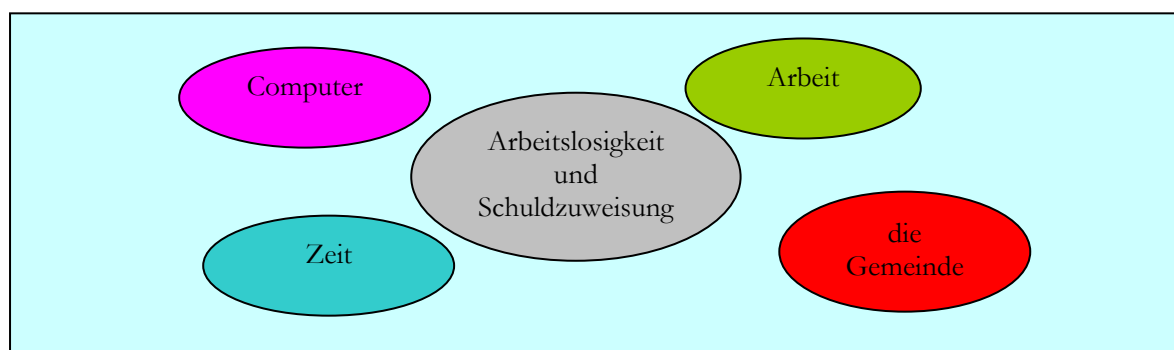 Computer
Arbeit
Arbeitslosigkeit
und
Schuldzuweisung
Zeit
die
Gemeinde